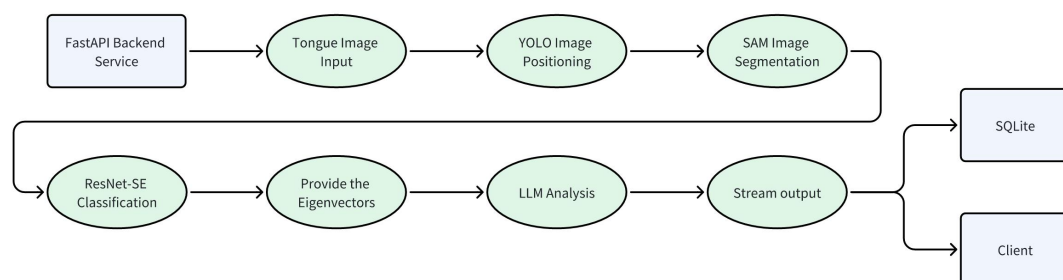 FastAPI Backend
Service
Tongue Image
Input
YOLO Image
Positioning
SAM Image
Segmentation
SQLite
ResNet-SE
Classification
Provide the
Eigenvectors
LLM Analysis
Stream output
Client